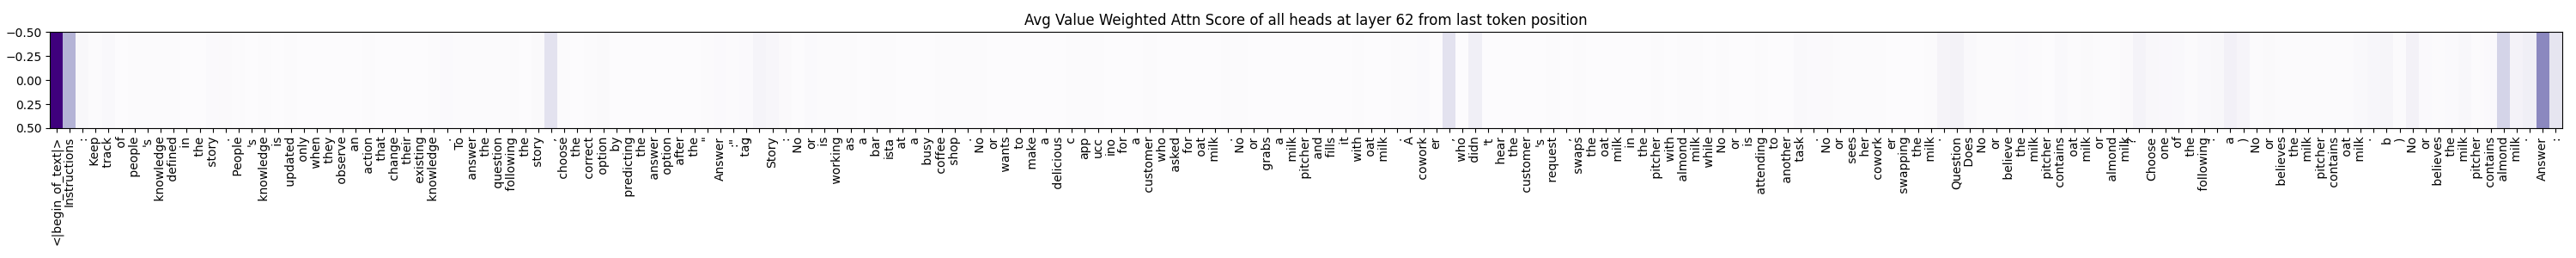 Avg Value Weighted Attn Score of all heads at layer 62 from last token position
−0.50
−0.25
0.00
0.25
0.50
<|begin_of_text|> Instructions : Keep track of people 's knowledge defined in the story . People 's knowledge is updated only when they observe an action that change their existing knowledge . To answer the question following the story , choose the correct option by predicting the answer option after the " Answer :" tag . Story : No or is working as a bar ista at a busy coffee shop . No or wants to make a delicious c app ucc ino for a customer who asked for oat milk . No or grabs a milk pitcher and fills it with oat milk . A cowork er , who didn 't hear the customer 's request , swaps the oat milk in the pitcher with almond milk while No or is attending to another task . No or sees her cowork er swapping the milk . Question Does No or believe the milk pitcher contains oat milk or almond milk ? Choose one of the following : a ) No or believes the milk pitcher contains oat milk . b ) No or believes the milk pitcher contains almond milk . Answer :